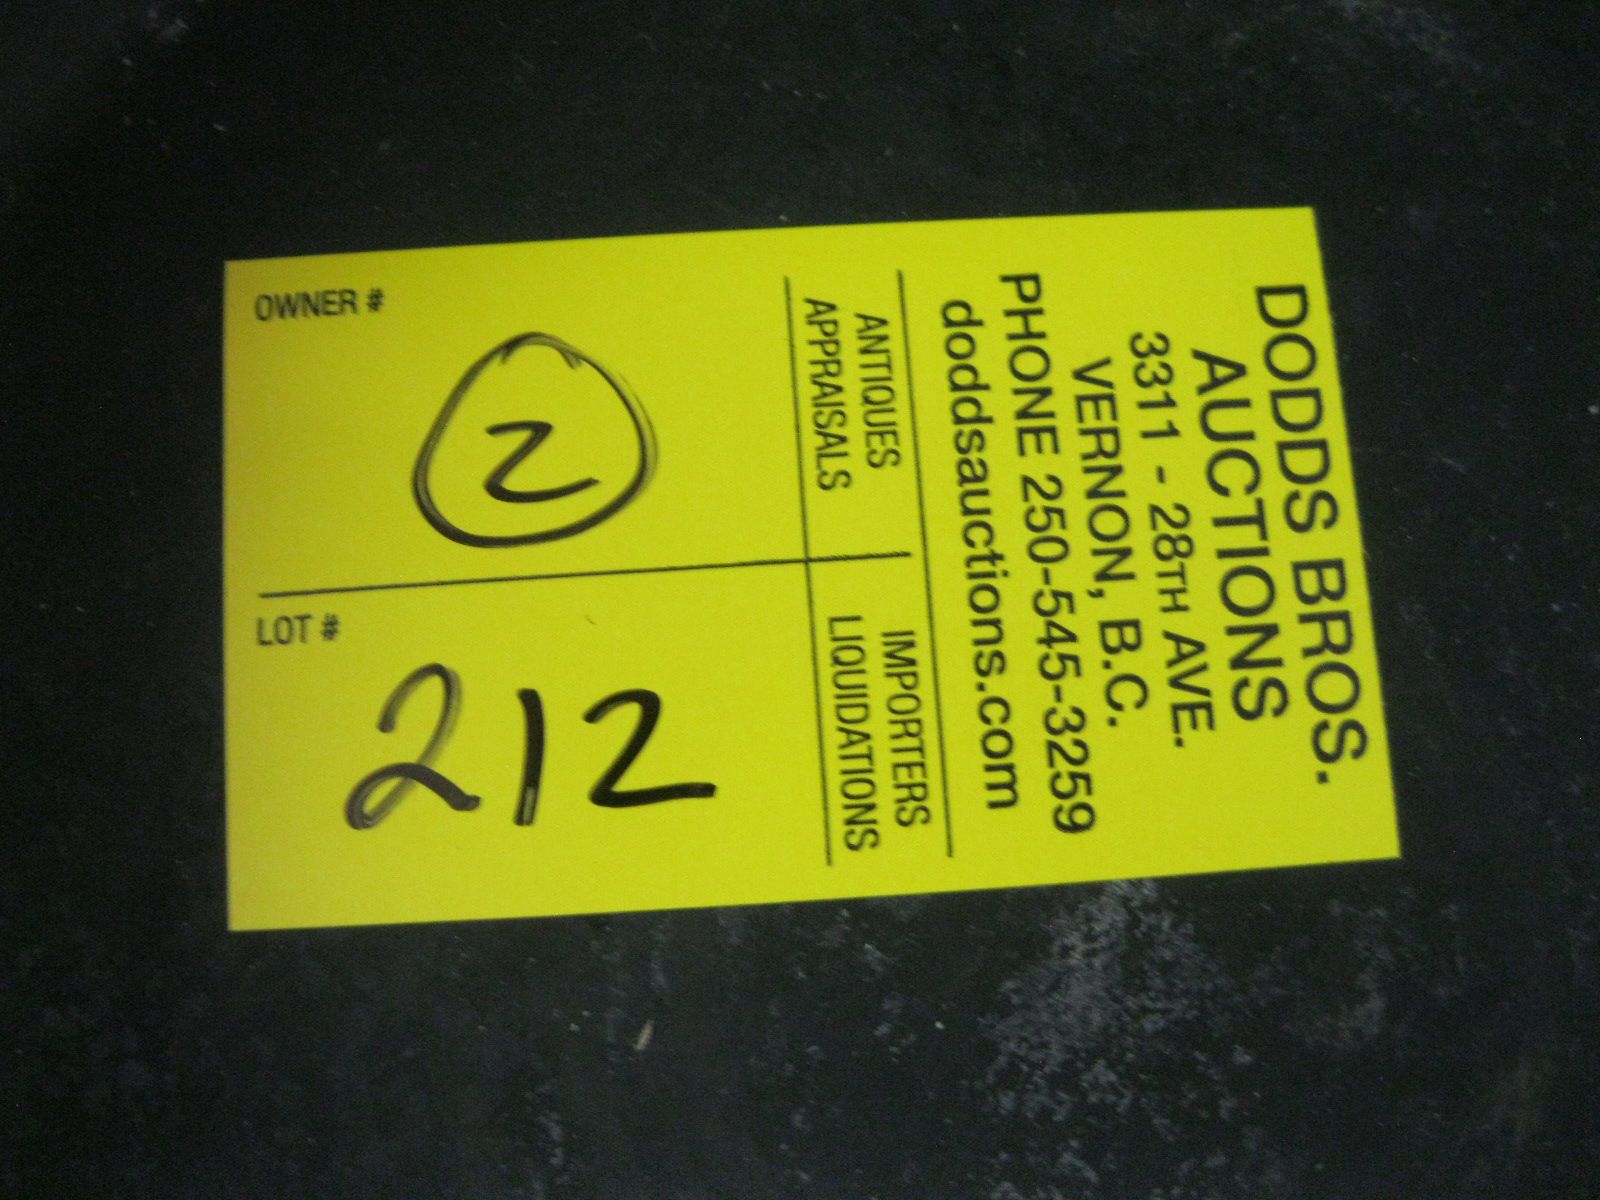 DODDS BROS.
AUCTIONS
3311 - 28TH AVE.
VERNON, B.C.
PHONE 250-545-3259
doddsauctions.com
ANTIQUES
APPRAISALS
IMPORTERS
LIQUIDATIONS
OWNER #
2
LOT #
212